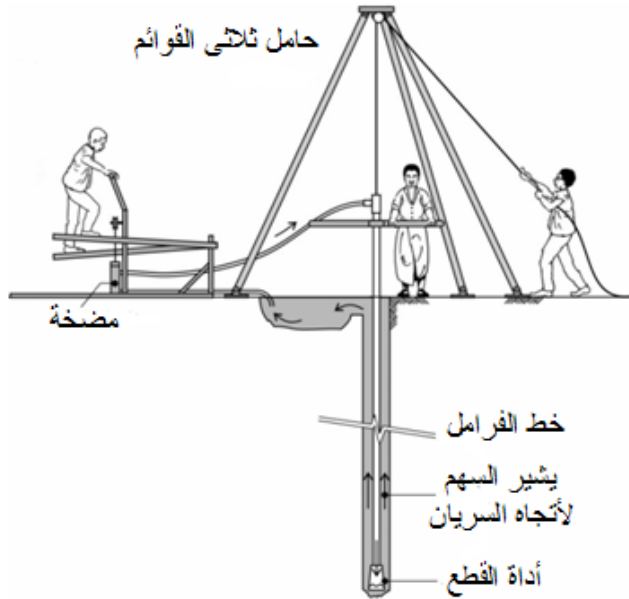 حامل ثلاثى القوائم
مضخة
خط الفرامل
يشير السهم
لأتجاه السريان
أداة القطع